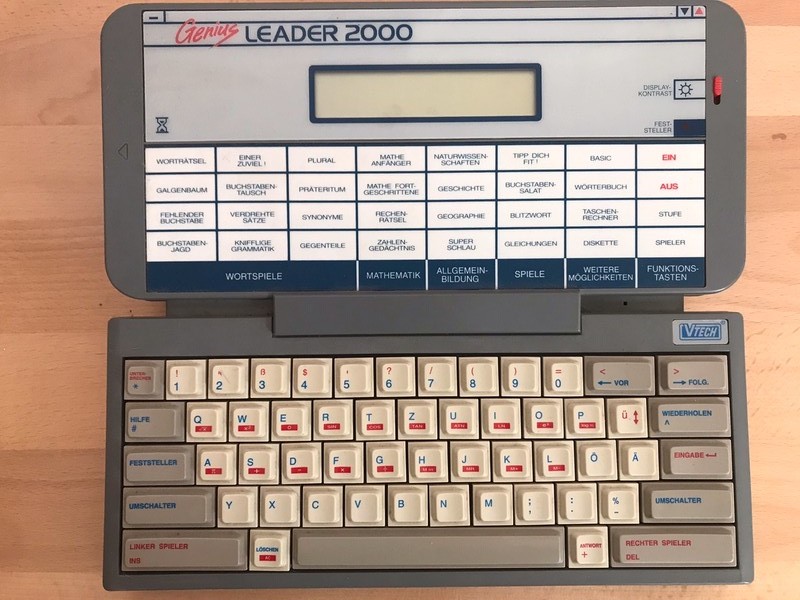 Genius LEADER 2000
DISPLAY-
KONTRAST
FEST-
STELLER
WORTRÄTSEL EINER ZUVIEL! PLURAL MATHE ANFÄNGER NATURWISSEN-SCHAFTEN TIPP DICH FIT! BASIC EIN
GALGENBAUM BUCHSTABEN-TAUSCH PRÄTERITUM MATHE FORT-GESCHRITTENE GESCHICHTE BUCHSTABEN-SALAT WÖRTERBUCH AUS
FEHLENDER BUCHSTABE VERDREHTE SÄTZE SYNONYME RECHEN-RÄTSEL GEOGRAPHIE BLITZWORT TASCHEN-RECHNER STUFE
BUCHSTABEN-JAGD KNIFFLIGE GRAMMATIK GEGENTEILE ZAHLEN-GEDÄCHTNIS SUPER SCHLAU GLEICHUNGEN DISKETTE SPIELER
WORTSPIELE MATHEMATIK ALLGEMEIN-BILDUNG SPIELE WEITERE MÖGLICHKEITEN FUNKTIONS-TASTEN
VTECH
UNTER-BRECHEN * ! 1 2 ß 3 $ 4 5 ? 6 / 7 ( 8 ) 9 = 0 < ← VOR > → FOLG.
HILFE # Q W E R T Z U I O P Ü WIEDERHOLEN ^
FESTSTELLER A S D F G H J K L Ö Ä EINGABE
UMSCHALTER Y X C V B N M ; , : . % - UMSCHALTER
LINKER SPIELER INS LÖSCHEN AC ANTWORT + RECHTER SPIELER DEL